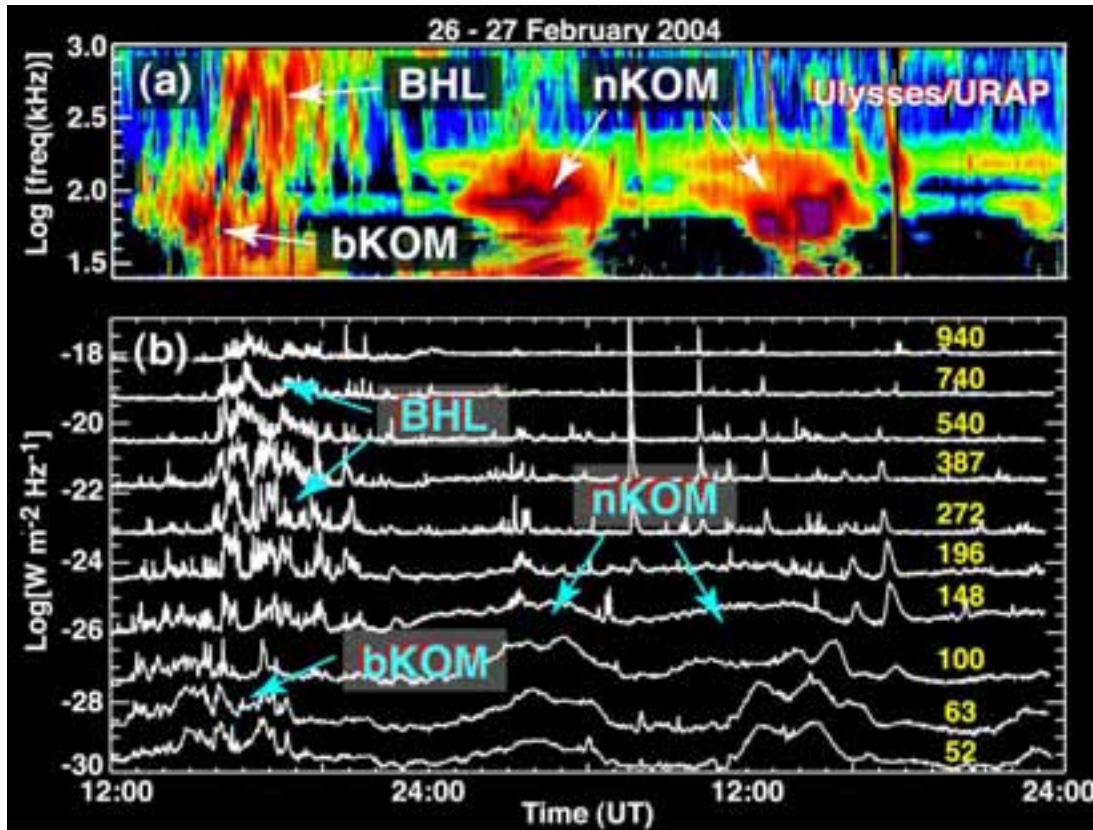 26 - 27 February 2004
(a)
BHL
nKOM
Ulysses/URAP
bKOM
Log [freq(kHz)]
3.0
2.5
2.0
1.5
(b)
BHL
nKOM
bKOM
Log[W m-2 Hz-1]
-18
-20
-22
-24
-26
-28
-30
940
740
540
387
272
196
148
100
63
52
12:00
24:00
12:00
24:00
Time (UT)